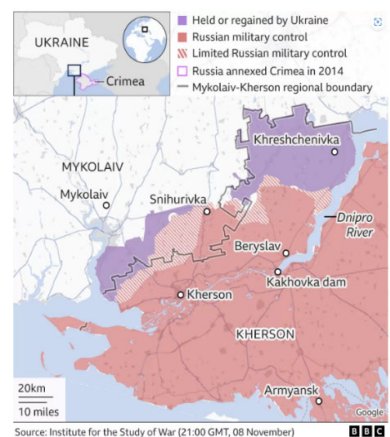 UKRAINE
Crimea
Held or regained by Ukraine
Russian military control
Limited Russian military control
Russia annexed Crimea in 2014
Mykolaiv-Kherson regional boundary
Khreshchenivka
MYKOLAIV
Mykolaiv
Snihurivka
Dnipro
River
Beryslav
Kakhovka dam
Kherson
KHERSON
20km
10 miles
Armyansk
Google
Source: Institute for the Study of War (21:00 GMT, 08 November)
BBC